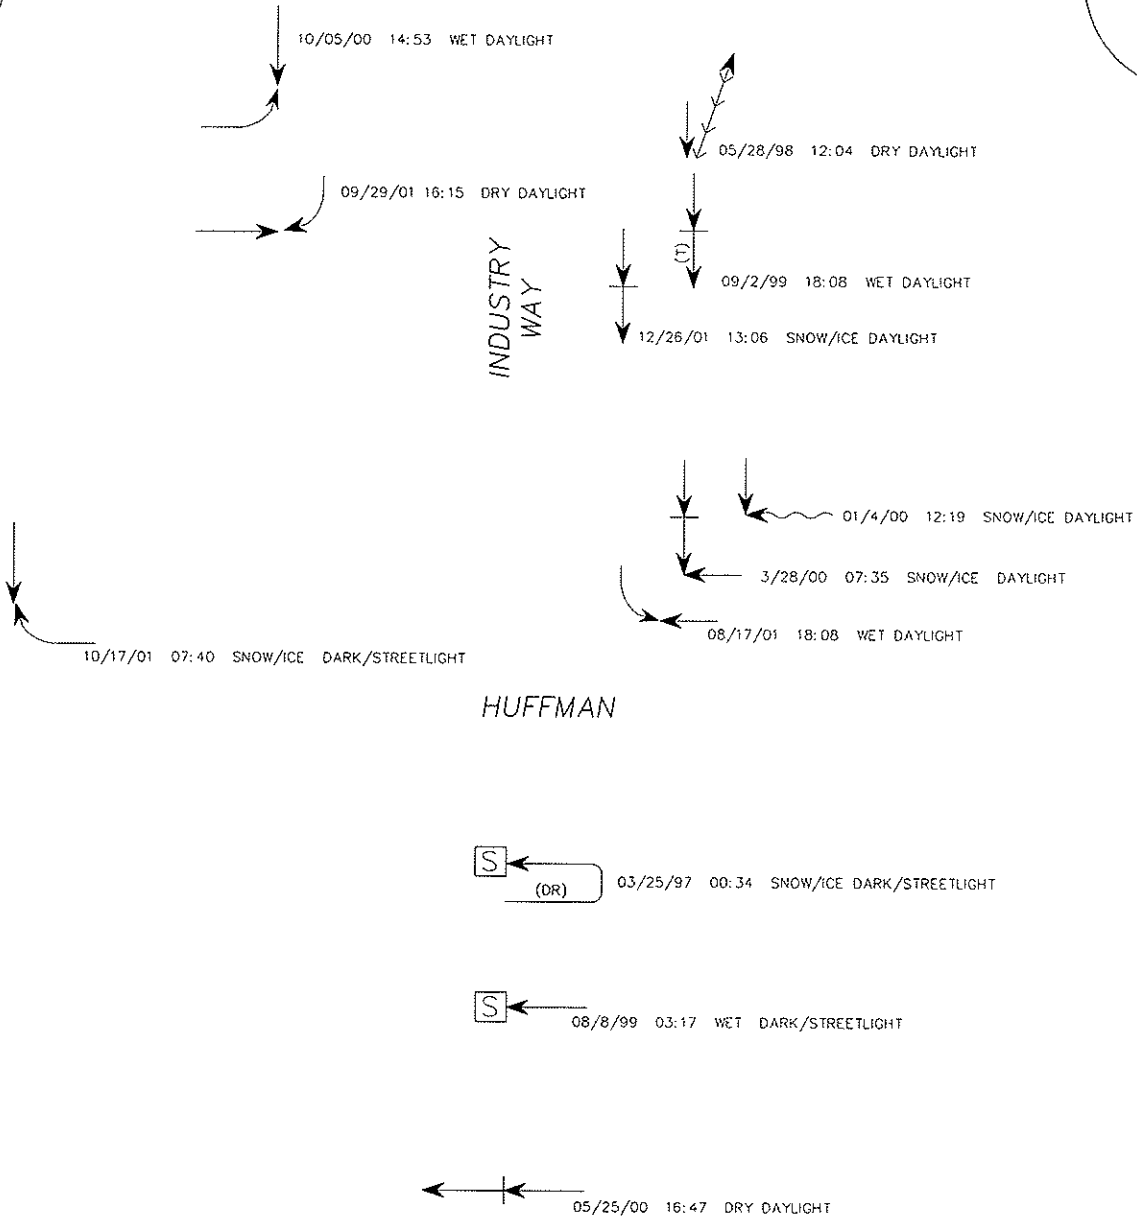 10/05/00 14:53 WET DAYLIGHT
05/28/98 12:04 DRY DAYLIGHT
09/29/01 16:15 DRY DAYLIGHT
INDUSTRY
WAY
(T)
09/2/99 18:08 WET DAYLIGHT
12/26/01 13:06 SNOW/ICE DAYLIGHT
01/4/00 12:19 SNOW/ICE DAYLIGHT
3/28/00 07:35 SNOW/ICE DAYLIGHT
08/17/01 18:08 WET DAYLIGHT
10/17/01 07:40 SNOW/ICE DARK/STREETLIGHT
HUFFMAN
S
(DR)
03/25/97 00:34 SNOW/ICE DARK/STREETLIGHT
S
08/8/99 03:17 WET DARK/STREETLIGHT
05/25/00 16:47 DRY DAYLIGHT